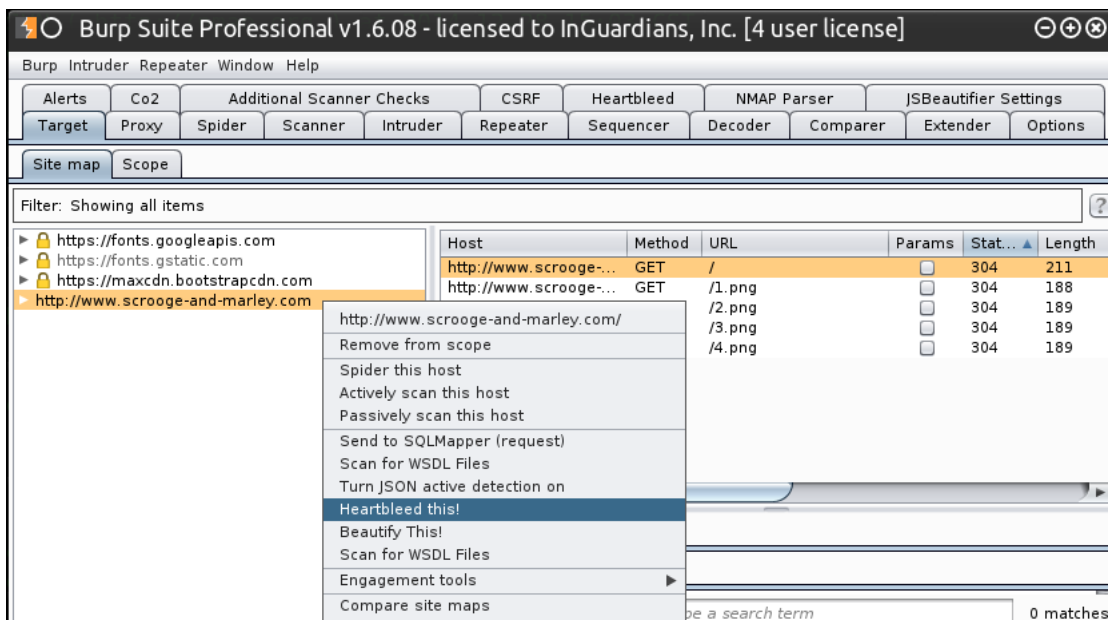 Burp Suite Professional v1.6.08 - licensed to InGuardians, Inc. [4 user license]
Burp Intruder Repeater Window Help
Alerts Co2 Additional Scanner Checks CSRF Heartbleed NMAP Parser JSBeautifier Settings
Target Proxy Spider Scanner Intruder Repeater Sequencer Decoder Comparer Extender Options
Site map Scope
Filter: Showing all items ?
https://fonts.googleapis.com
https://fonts.gstatic.com
https://maxcdn.bootstrapcdn.com
http://www.scrooge-and-marley.com
Host Method URL Params Stat... Length
http://www.scrooge-... GET / 304 211
http://www.scrooge-... GET /1.png 304 188
/2.png 304 189
/3.png 304 189
/4.png 304 189
http://www.scrooge-and-marley.com/
Remove from scope
Spider this host
Actively scan this host
Passively scan this host
Send to SQLMapper (request)
Scan for WSDL Files
Turn JSON active detection on
Heartbleed this!
Beautify This!
Scan for WSDL Files
Engagement tools
Compare site maps
pe a search term 0 matches